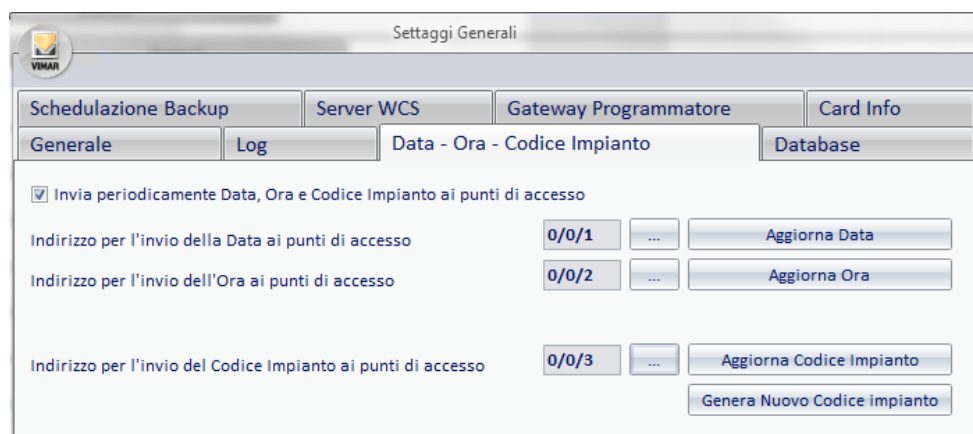 Settaggi Generali
VIMAR
Schedulazione Backup
Server WCS
Gateway Programmatore
Card Info
Generale
Log
Data - Ora - Codice Impianto
Database
Invia periodicamente Data, Ora e Codice Impianto ai punti di accesso
Indirizzo per l'invio della Data ai punti di accesso 0/0/1 ... Aggiorna Data
Indirizzo per l'invio dell'Ora ai punti di accesso 0/0/2 ... Aggiorna Ora
Indirizzo per l'invio del Codice Impianto ai punti di accesso 0/0/3 ... Aggiorna Codice Impianto
Genera Nuovo Codice impianto